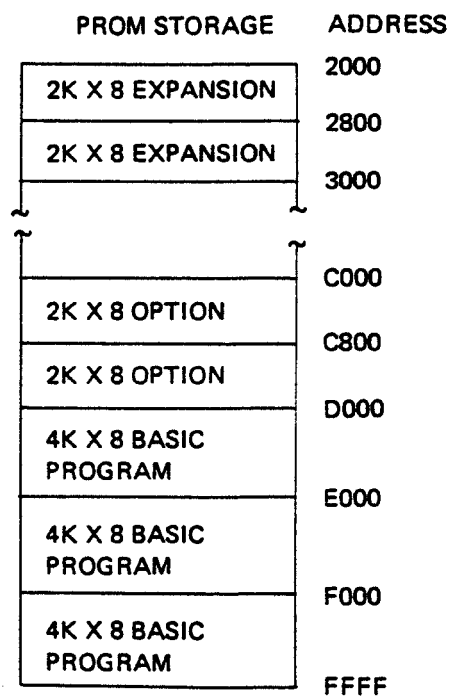 PROM STORAGE ADDRESS
2000
2K X 8 EXPANSION
2800
2K X 8 EXPANSION
3000
C000
2K X 8 OPTION
C800
2K X 8 OPTION
D000
4K X 8 BASIC
PROGRAM
E000
4K X 8 BASIC
PROGRAM
F000
4K X 8 BASIC
PROGRAM
FFFF